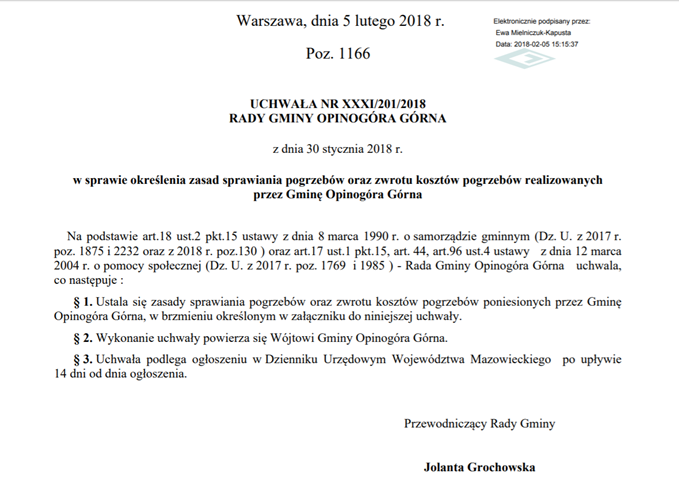 Warszawa, dnia 5 lutego 2018 r.
Elektronicznie podpisany przez:
Ewa Mielniczuk-Kapusta
Data: 2018-02-05 15:15:37
Poz. 1166
UCHWAŁA NR XXXI/201/2018
RADY GMINY OPINOGÓRA GÓRNA
z dnia 30 stycznia 2018 r.
w sprawie określenia zasad sprawiania pogrzebów oraz zwrotu kosztów pogrzebów realizowanych
przez Gminę Opinogóra Górna
Na podstawie art.18 ust.2 pkt.15 ustawy z dnia 8 marca 1990 r. o samorządzie gminnym (Dz. U. z 2017 r.
poz. 1875 i 2232 oraz z 2018 r. poz.130 ) oraz art.17 ust.1 pkt.15, art. 44, art.96 ust.4 ustawy z dnia 12 marca
2004 r. o pomocy społecznej (Dz. U. z 2017 r. poz. 1769 i 1985 ) - Rada Gminy Opinogóra Górna uchwala,
co następuje :
§ 1. Ustala się zasady sprawiania pogrzebów oraz zwrotu kosztów pogrzebów poniesionych przez Gminę
Opinogóra Górna, w brzmieniu określonym w załączniku do niniejszej uchwały.
§ 2. Wykonanie uchwały powierza się Wójtowi Gminy Opinogóra Górna.
§ 3. Uchwała podlega ogłoszeniu w Dzienniku Urzędowym Województwa Mazowieckiego po upływie
14 dni od dnia ogłoszenia.
Przewodniczący Rady Gminy
Jolanta Grochowska